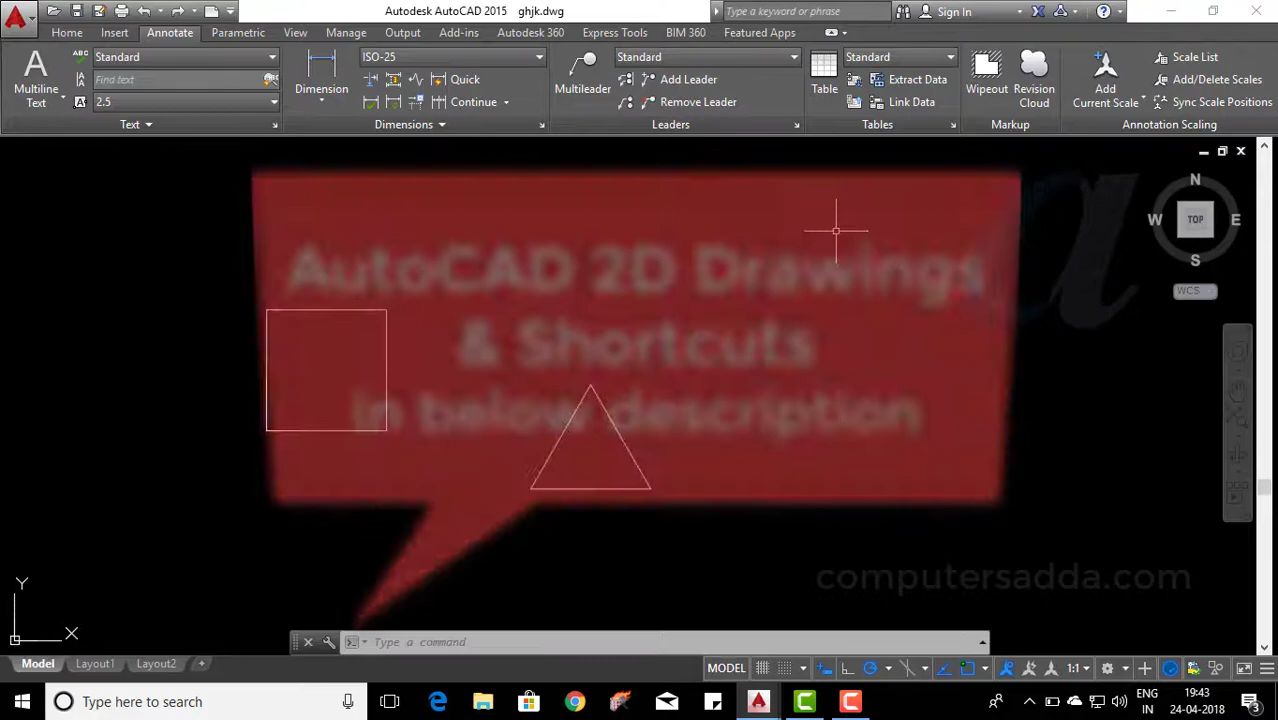 Autodesk AutoCAD 2015 ghjk.dwg
Type a keyword or phrase
Sign In
Home Insert Annotate Parametric View Manage Output Add-ins Autodesk 360 Express Tools BIM 360 Featured Apps
Multiline Text
ABC
Standard
Find text
2.5
Text
Dimension
ISO-25
Quick
Continue
Dimensions
Multileader
Standard
Add Leader
Remove Leader
Leaders
Table
Standard
Extract Data
Link Data
Tables
Wipeout
Revision Cloud
Markup
Add Current Scale
Scale List
Add/Delete Scales
Sync Scale Positions
Annotation Scaling
N
W TOP E
S
WCS
AutoCAD 2D Drawings
& Shortcuts
in below description
computersadda.com
Y
X
Type a command
Model Layout1 Layout2 +
MODEL
1:1
Type here to search
ENG
IN
19:43
24-04-2018
3